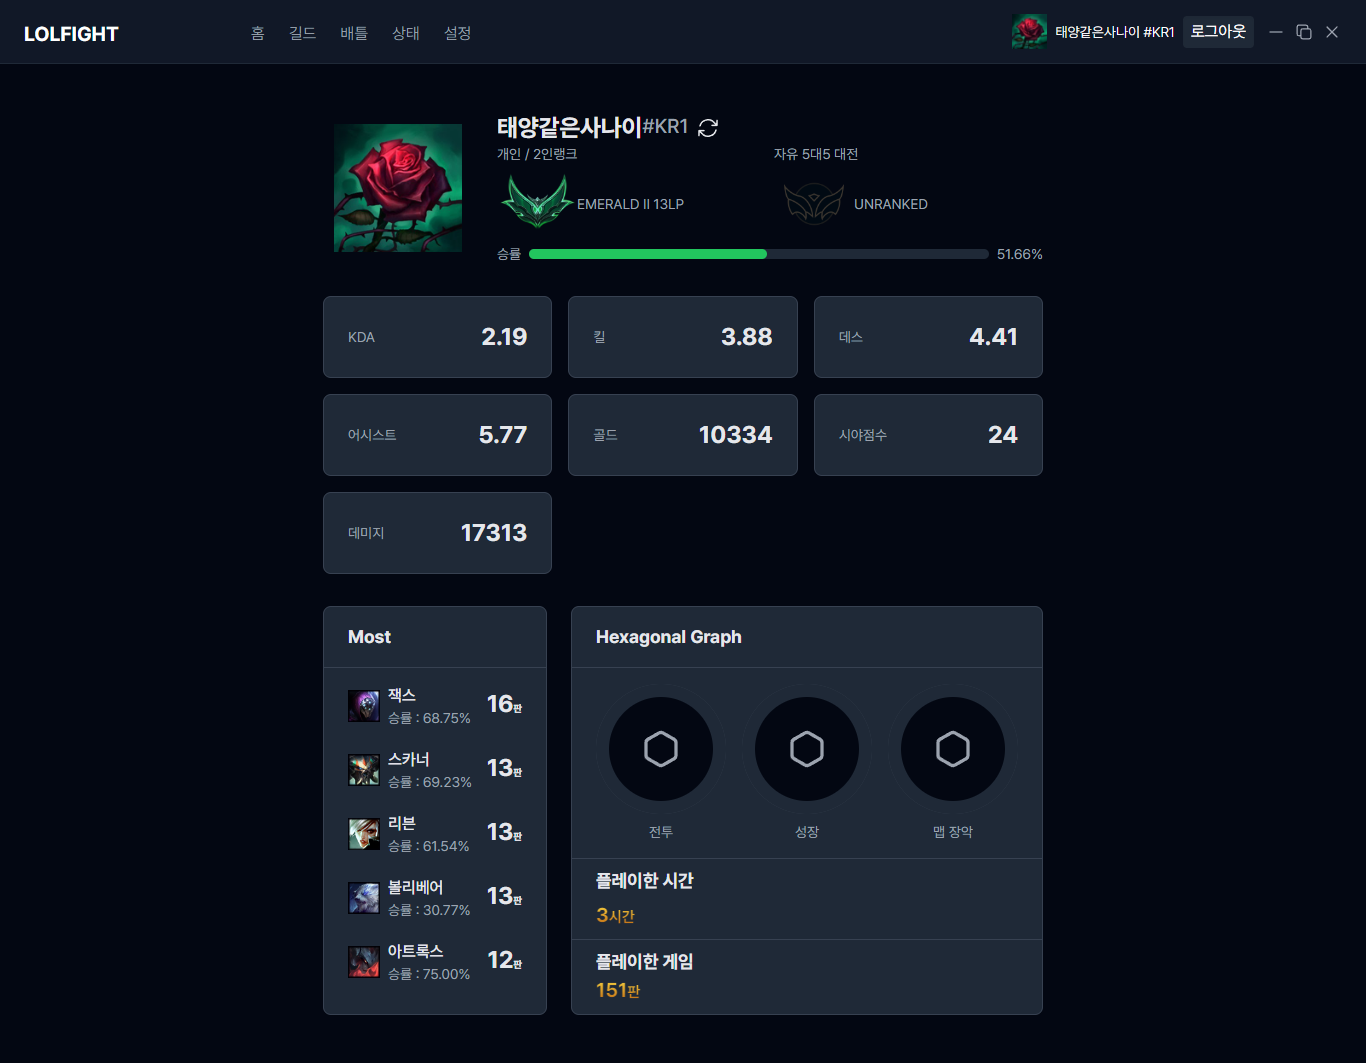 LOLFIGHT 홈 길드 배틀 상태 설정 태양같은사나이 #KR1 로그아웃
태양같은사나이#KR1
개인 / 2인랭크 자유 5대5 대전
EMERALD II 13LP UNRANKED
승률 51.66%
KDA 2.19 킬 3.88 데스 4.41
어시스트 5.77 골드 10334 시야점수 24
데미지 17313
Most
잭스
승률 : 68.75%
16판
스카너
승률 : 69.23%
13판
리븐
승률 : 61.54%
13판
볼리베어
승률 : 30.77%
13판
아트록스
승률 : 75.00%
12판
Hexagonal Graph
전투 성장 맵 장악
플레이한 시간
3시간
플레이한 게임
151판